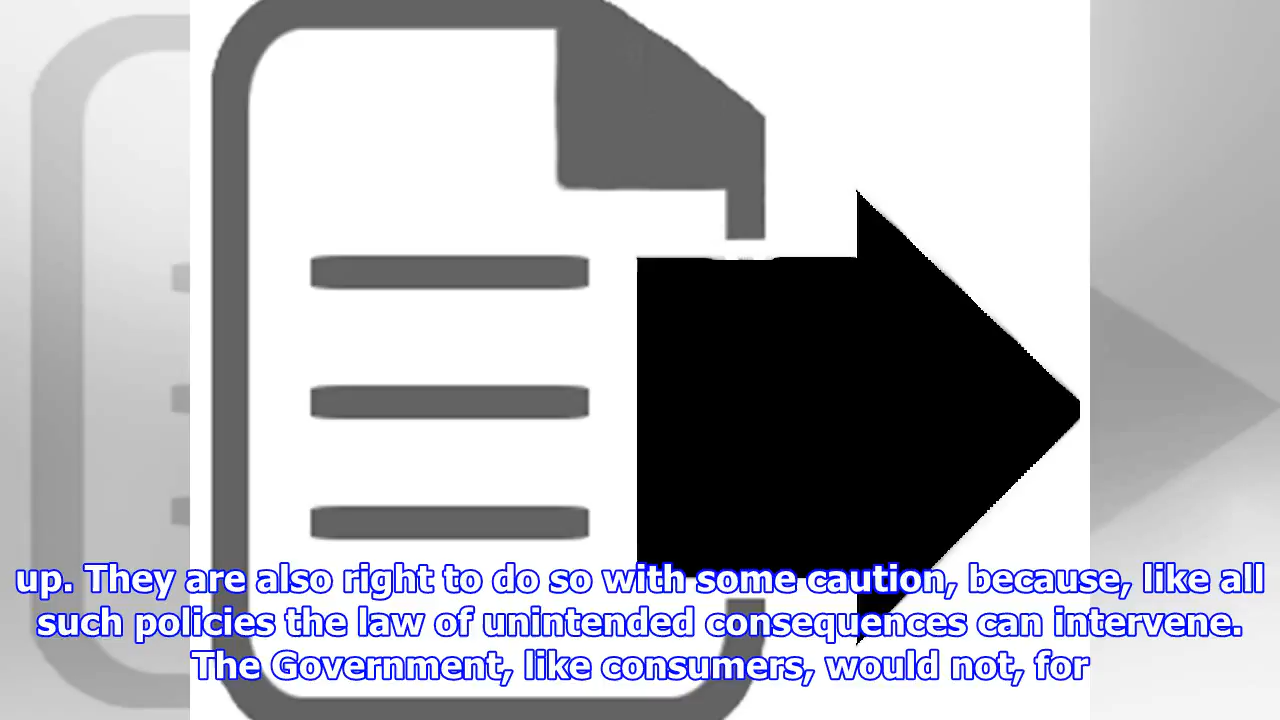 up. They are also right to do so with some caution, because, like all
such policies the law of unintended consequences can intervene.
The Government, like consumers, would not, for